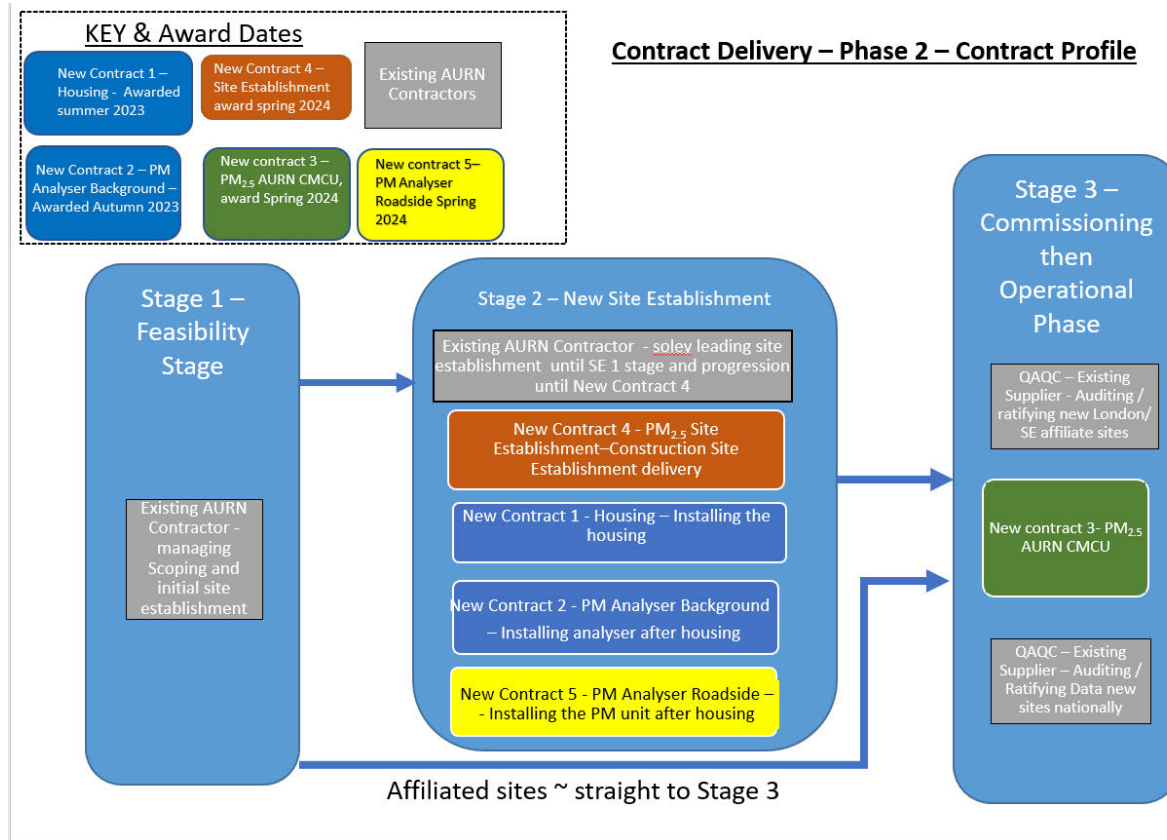 KEY & Award Dates
New Contract 1 –
Housing - Awarded
summer 2023
New Contract 4 –
Site Establishment
award spring 2024
Existing AURN
Contractors
New Contract 2 – PM
Analyser Background –
Awarded Autumn 2023
New contract 3 –
PM2.5 AURN CMCU,
award Spring 2024
New contract 5–
PM Analyser
Roadside Spring
2024
Contract Delivery – Phase 2 – Contract Profile
Stage 1 –
Feasibility
Stage
Existing AURN
Contractor -
managing
Scoping and
initial site
establishment
Stage 2 – New Site Establishment
Existing AURN Contractor - soley leading site
establishment until SE 1 stage and progression
until New Contract 4
New Contract 4 - PM2.5 Site
Establishment–Construction Site
Establishment delivery
New Contract 1 - Housing – Installing the
housing
New Contract 2 - PM Analyser Background
– Installing analyser after housing
New Contract 5 - PM Analyser Roadside –
- Installing the PM unit after housing
Stage 3 –
Commissioning
then
Operational
Phase
QAQC – Existing
Supplier - Auditing /
ratifying new London/
SE affiliate sites
New contract 3- PM2.5
AURN CMCU
QAQC – Existing
Supplier – Auditing /
Ratifying Data new
sites nationally
Affiliated sites ~ straight to Stage 3